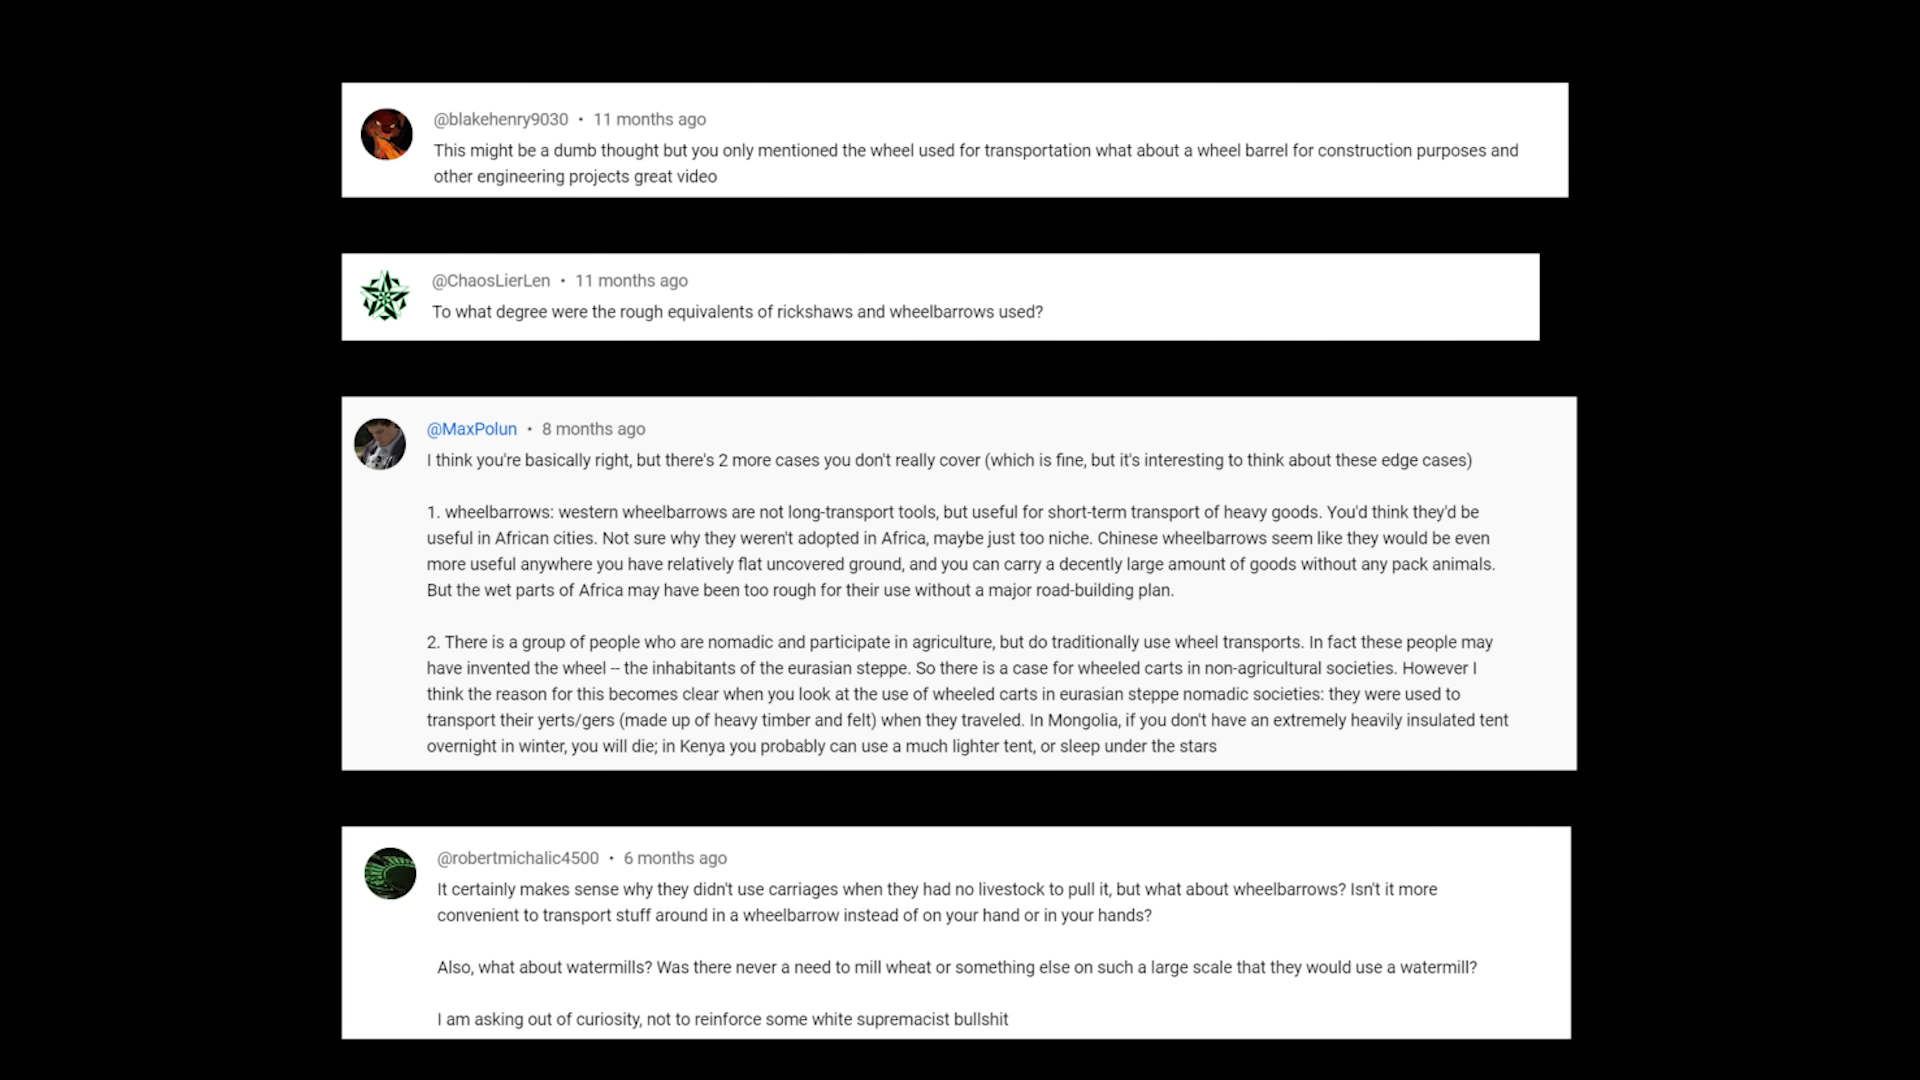 @blakehenry9030 • 11 months ago
This might be a dumb thought but you only mentioned the wheel used for transportation what about a wheel barrel for construction purposes and
other engineering projects great video
@ChaosLierLen • 11 months ago
To what degree were the rough equivalents of rickshaws and wheelbarrows used?
@MaxPolun • 8 months ago
I think you're basically right, but there's 2 more cases you don't really cover (which is fine, but it's interesting to think about these edge cases)
1. wheelbarrows: western wheelbarrows are not long-transport tools, but useful for short-term transport of heavy goods. You'd think they'd be
useful in African cities. Not sure why they weren't adopted in Africa, maybe just too niche. Chinese wheelbarrows seem like they would be even
more useful anywhere you have relatively flat uncovered ground, and you can carry a decently large amount of goods without any pack animals.
But the wet parts of Africa may have been too rough for their use without a major road-building plan.
2. There is a group of people who are nomadic and participate in agriculture, but do traditionally use wheel transports. In fact these people may
have invented the wheel -- the inhabitants of the eurasian steppe. So there is a case for wheeled carts in non-agricultural societies. However I
think the reason for this becomes clear when you look at the use of wheeled carts in eurasian steppe nomadic societies: they were used to
transport their yerts/gers (made up of heavy timber and felt) when they traveled. In Mongolia, if you don't have an extremely heavily insulated tent
overnight in winter, you will die; in Kenya you probably can use a much lighter tent, or sleep under the stars
@robertmichalic4500 • 6 months ago
It certainly makes sense why they didn't use carriages when they had no livestock to pull it, but what about wheelbarrows? Isn't it more
convenient to transport stuff around in a wheelbarrow instead of on your hand or in your hands?
Also, what about watermills? Was there never a need to mill wheat or something else on such a large scale that they would use a watermill?
I am asking out of curiosity, not to reinforce some white supremacist bullshit